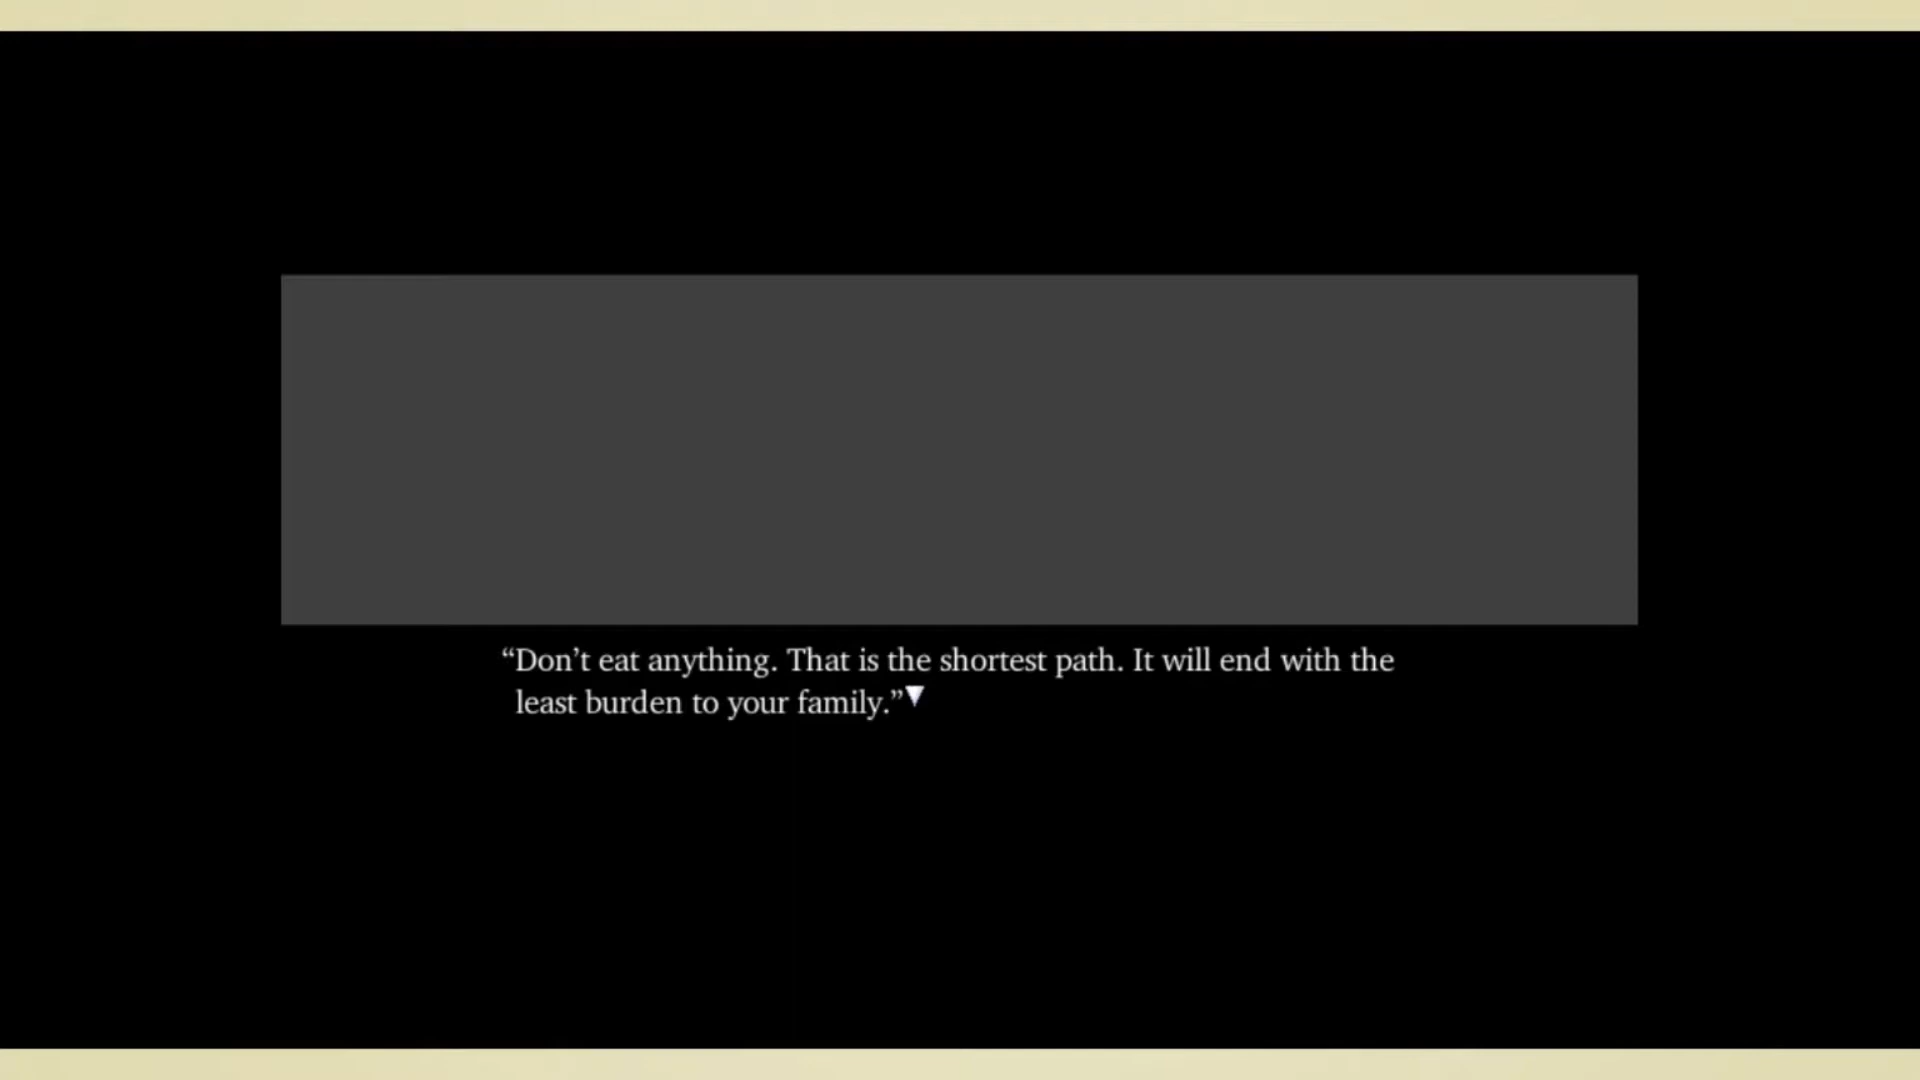 “Don’t eat anything. That is the shortest path. It will end with the
least burden to your family.”